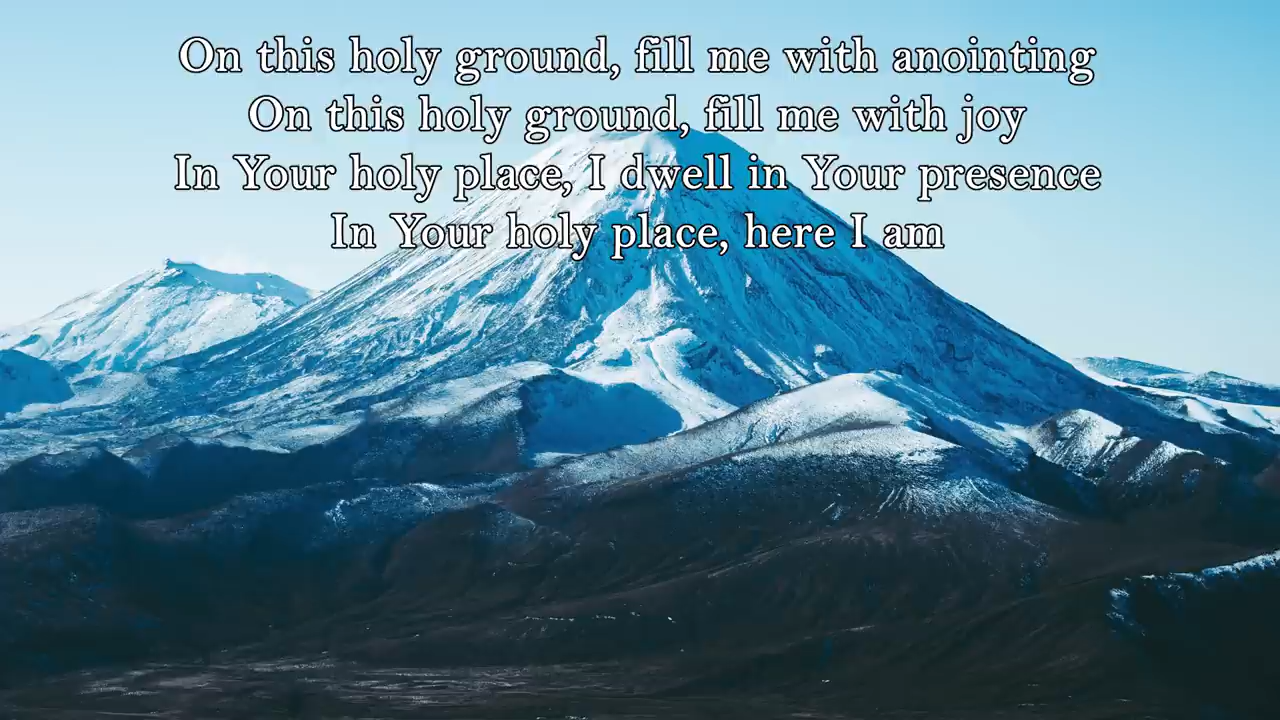 On this holy ground, fill me with anointing
On this holy ground, fill me with joy
In Your holy place, I dwell in Your presence
In Your holy place, here I am